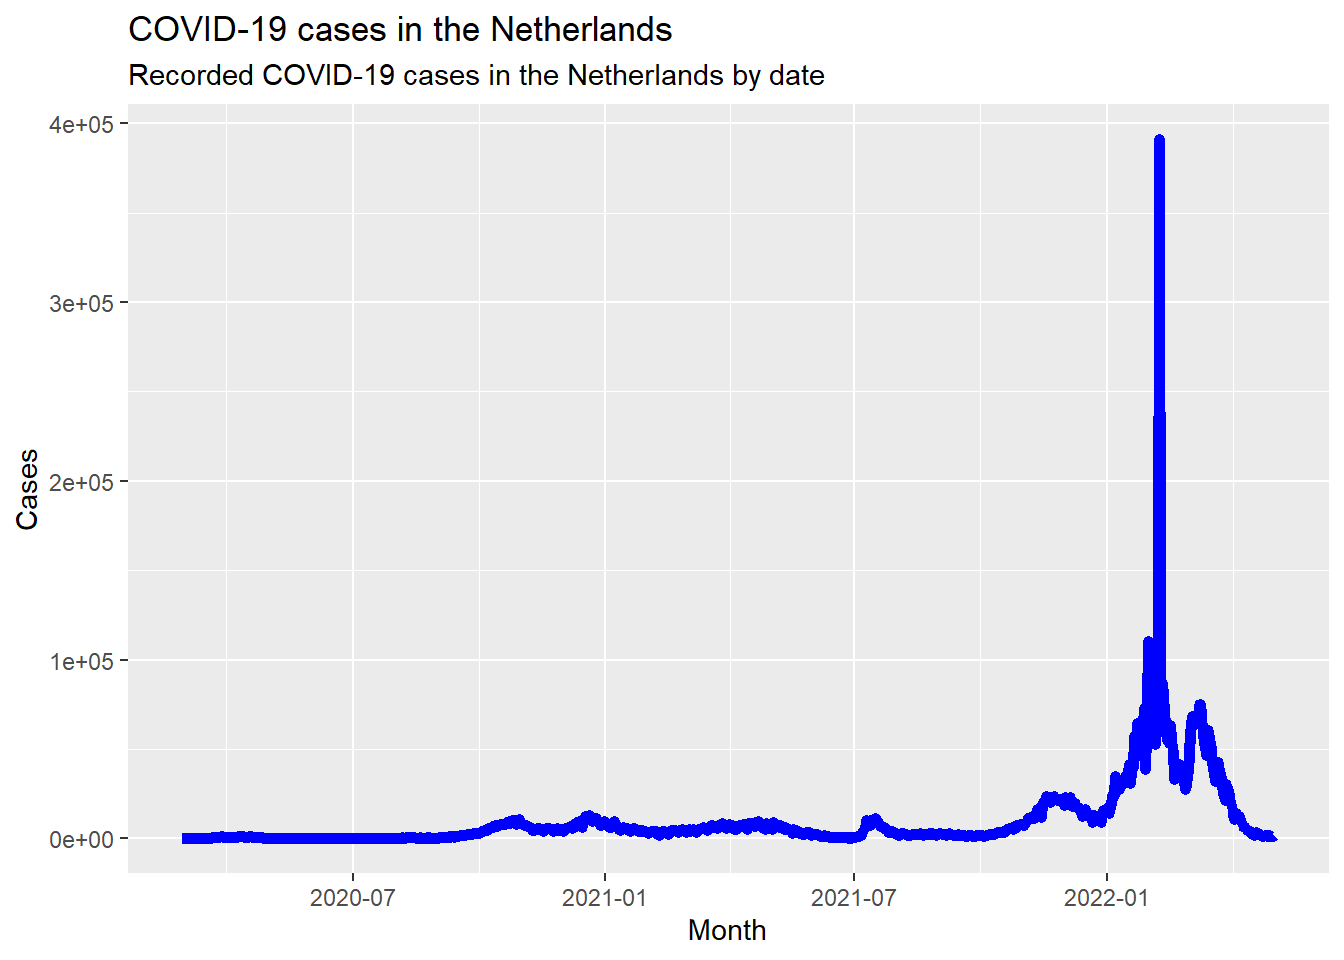 COVID-19 cases in the Netherlands
Recorded COVID-19 cases in the Netherlands by date
4e+05
3e+05
2e+05
1e+05
0e+00
Cases
2020-07 2021-01 2021-07 2022-01
Month